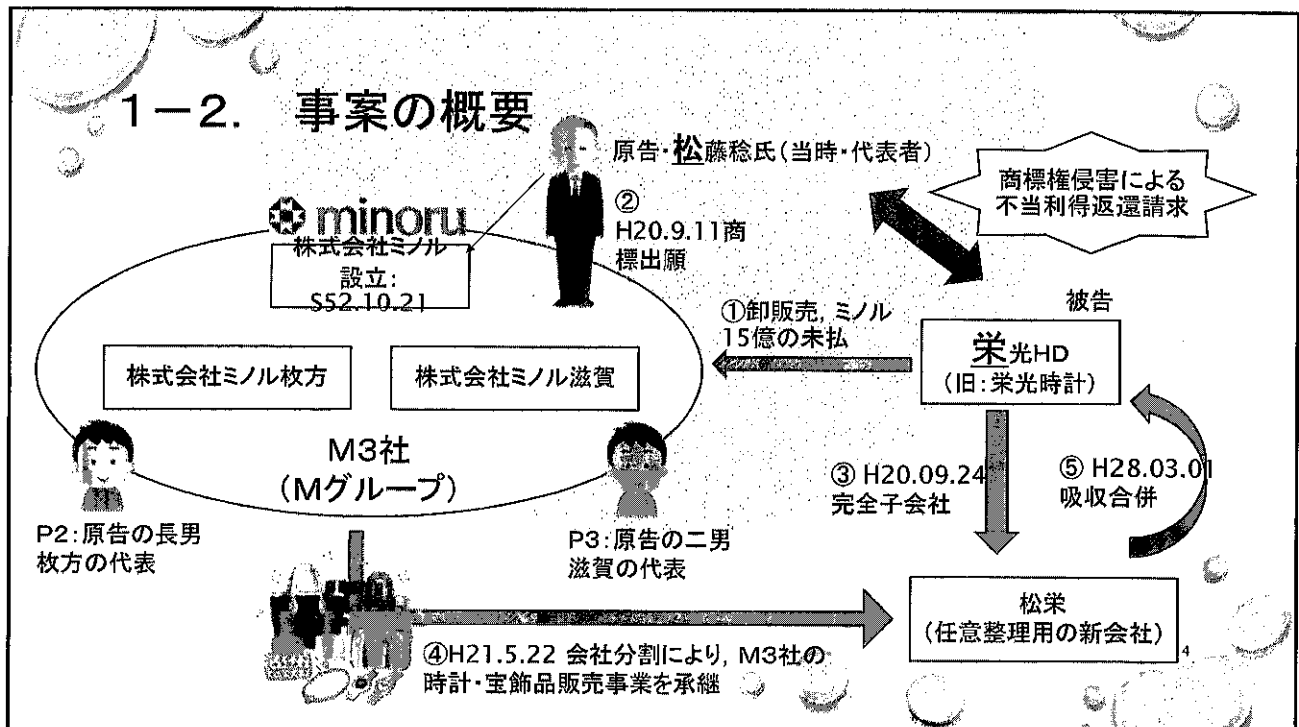 1-2. 事案の概要
原告・松藤稔氏(当時・代表者)
商標権侵害による
不当利得返還請求
minoru
株式会社ミノル
設立:
S52.10.21
②
H20.9.11商
標出願
①卸販売, ミノル
15億の未払
被告
栄光HD
(旧:栄光時計)
株式会社ミノル枚方
株式会社ミノル滋賀
M3社
(Mグループ)
③ H20.09.24
完全子会社
⑤ H28.03.01
吸収合併
P2:原告の長男
枚方の代表
P3:原告の二男
滋賀の代表
松栄
(任意整理用の新会社)
④H21.5.22 会社分割により, M3社の
時計・宝飾品販売事業を承継
4